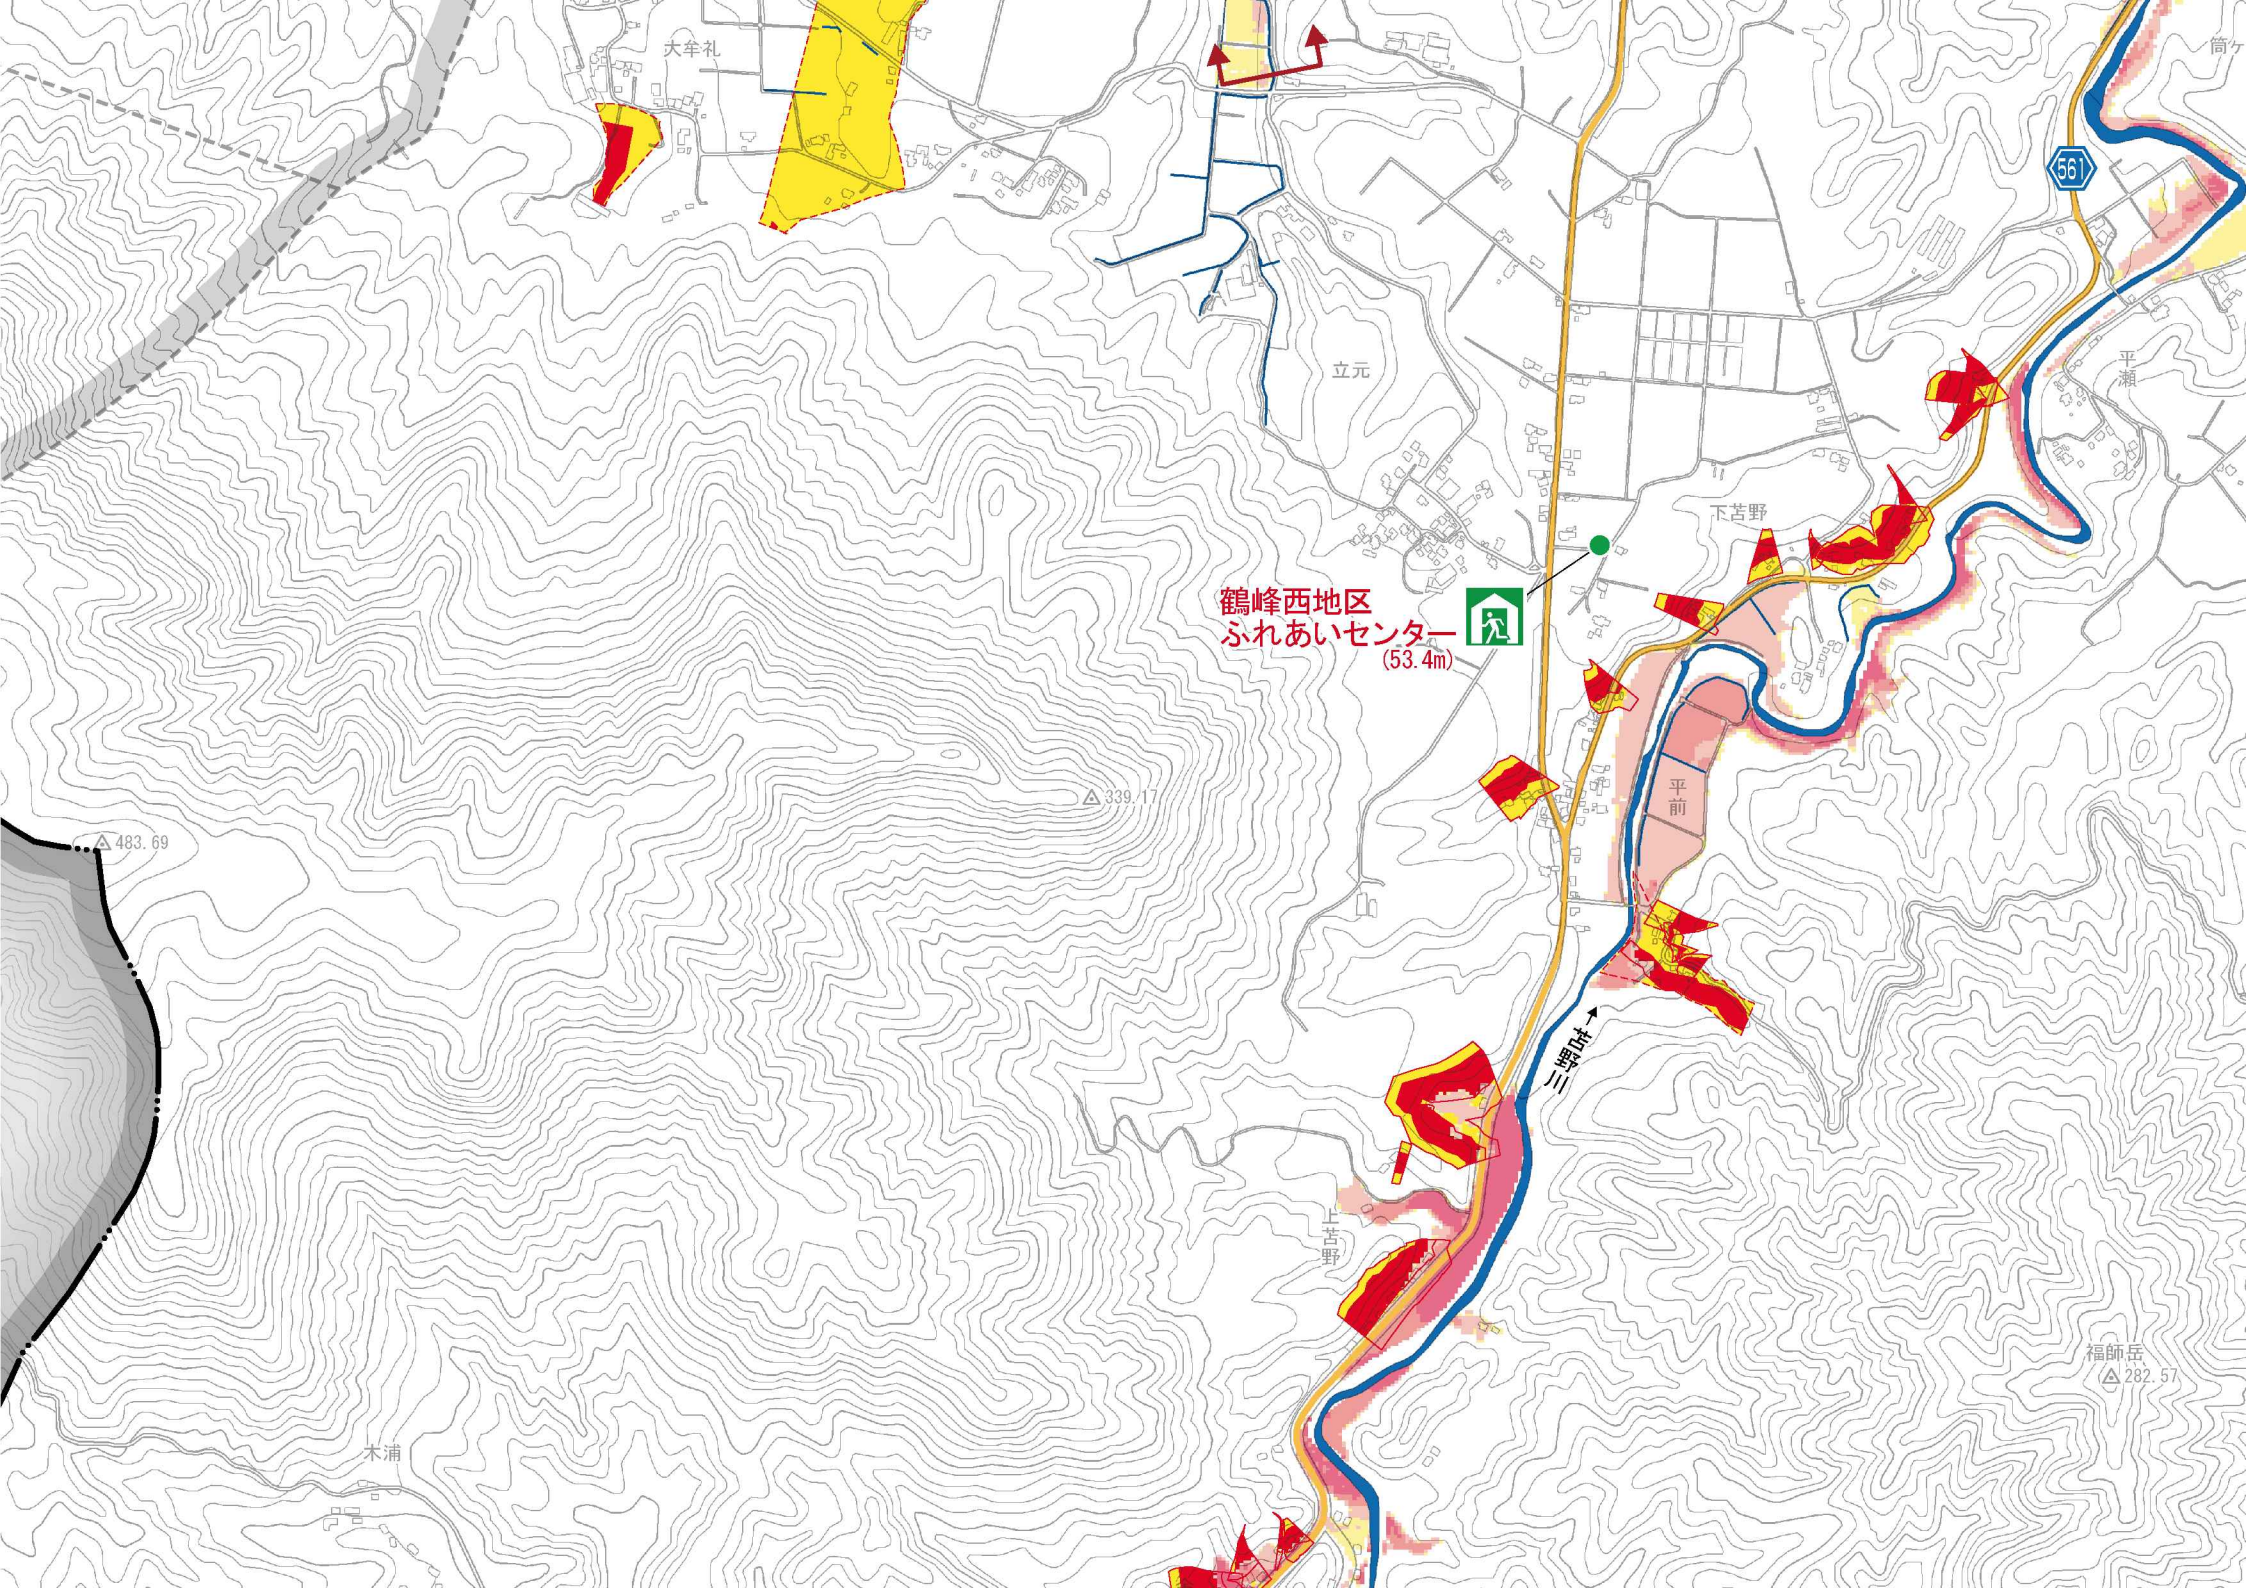 大牟礼
筒ケ
561
立元
平瀬
下苫野
鶴峰西地区
ふれあいセンター
(53.4m)
平前
339.17
483.69
苫野川
上苫野
福師岳
282.57
木浦